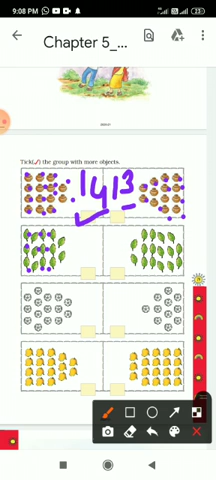 9:08 PM
Chapter 5_...
Tick(✓) the group with more objects.
14 13